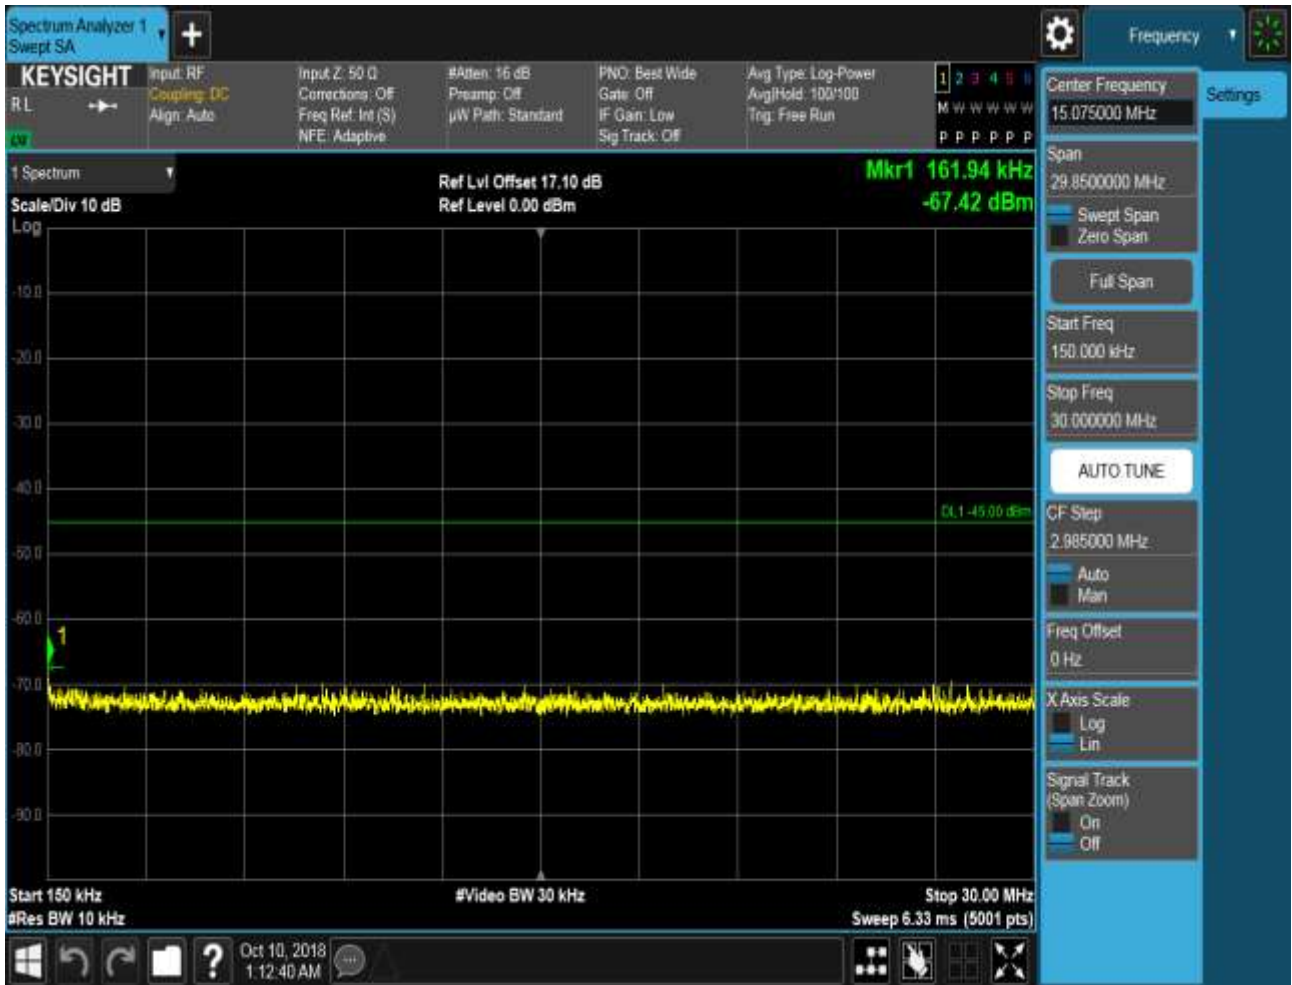 Spectrum Analyzer 1
Swept SA
Frequency
KEYSIGHT
R L
Input: RF
Coupling: DC
Align: Auto
Input Z: 50 Ω
Corrections: Off
Freq Ref: Int (S)
NFE: Adaptive
#Atten: 16 dB
Preamp: Off
µW Path: Standard
PNO: Best Wide
Gate: Off
IF Gain: Low
Sig Track: Off
Avg Type: Log-Power
Avg|Hold: 100/100
Trig: Free Run
1 2 3 4 5 6
M W W W W W
P P P P P P
1 Spectrum
Scale/Div 10 dB
Log
Ref Lvl Offset 17.10 dB
Ref Level 0.00 dBm
Mkr1 161.94 kHz
-67.42 dBm
-10.0
-20.0
-30.0
-40.0
-50.0
-60.0
-70.0
-80.0
-90.0
DL1 -45.00 dBm
1
Start 150 kHz
#Res BW 10 kHz
#Video BW 30 kHz
Stop 30.00 MHz
Sweep 6.33 ms (5001 pts)
Center Frequency
15.075000 MHz
Settings
Span
29.8500000 MHz
Swept Span
Zero Span
Full Span
Start Freq
150.000 kHz
Stop Freq
30.000000 MHz
AUTO TUNE
CF Step
2.985000 MHz
Auto
Man
Freq Offset
0 Hz
X Axis Scale
Log
Lin
Signal Track
(Span Zoom)
On
Off
?
Oct 10, 2018
1:12:40 AM